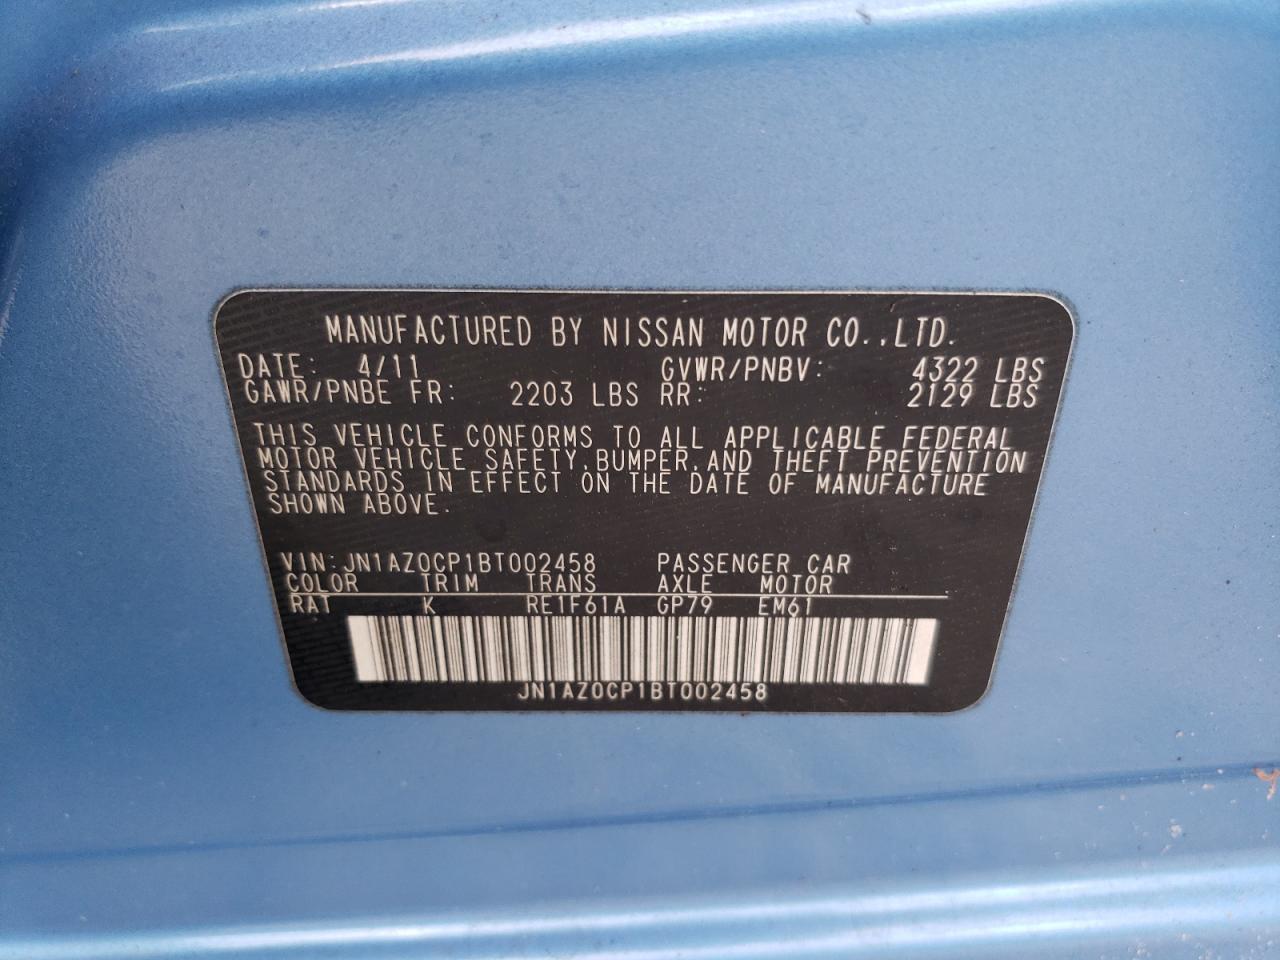 MANUFACTURED BY NISSAN MOTOR CO.,LTD.
DATE: 4/11 GVWR/PNBV: 4322 LBS
GAWR/PNBE FR: 2203 LBS RR: 2129 LBS
THIS VEHICLE CONFORMS TO ALL APPLICABLE FEDERAL
MOTOR VEHICLE SAFETY,BUMPER,AND THEFT PREVENTION
STANDARDS IN EFFECT ON THE DATE OF MANUFACTURE
SHOWN ABOVE.
VIN:JN1AZ0CP1BT002458 PASSENGER CAR
COLOR TRIM TRANS AXLE MOTOR
RAT K RE1F61A GP79 EM61
JN1AZ0CP1BT002458